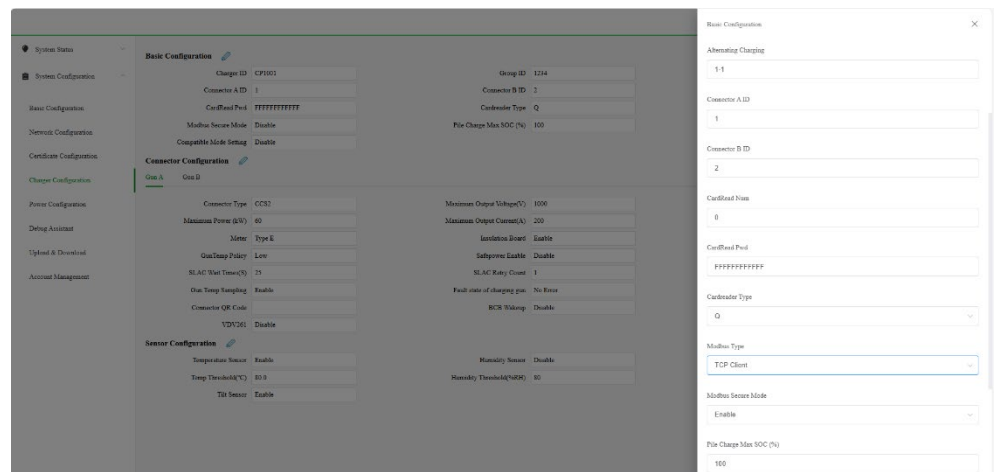 System Status
System Configuration
Basic Configuration
Network Configuration
Certificate Configuration
Charger Configuration
Power Configuration
Debug Assistant
Upload & Download
Account Management
Basic Configuration
Charger ID CP1001 Group ID 1234
Connector A ID 1 Connector B ID 2
CardRead Pwd FFFFFFFFFFFF Cardreader Type Q
Modbus Secure Mode Disable Pile Charge Max SOC (%) 100
Compatible Mode Setting Disable
Connector Configuration
Gun A Gun B
Connector Type CCS2 Maximum Output Voltage(V) 1000
Maximum Power (kW) 60 Maximum Output Current(A) 200
Meter Type E Insulation Board Enable
GunTemp Policy Low Safepower Enable Disable
SLAC Wait Times(S) 25 SLAC Retry Count 1
Gun Temp Sampling Enable Fault state of charging gun No Error
Connector QR Code BCB Wakeup Disable
VDV261 Disable
Sensor Configuration
Temperature Sensor Enable Humidity Sensor Disable
Temp Threshold(°C) 80.0 Humidity Threshold(%RH) 80
Tilt Sensor Enable
Basic Configuration
Alternating Charging
1-1
Connector A ID
1
Connector B ID
2
CardRead Num
0
CardRead Pwd
FFFFFFFFFFFF
Cardreader Type
Q
Modbus Type
TCP Client
Modbus Secure Mode
Enable
Pile Charge Max SOC (%)
100